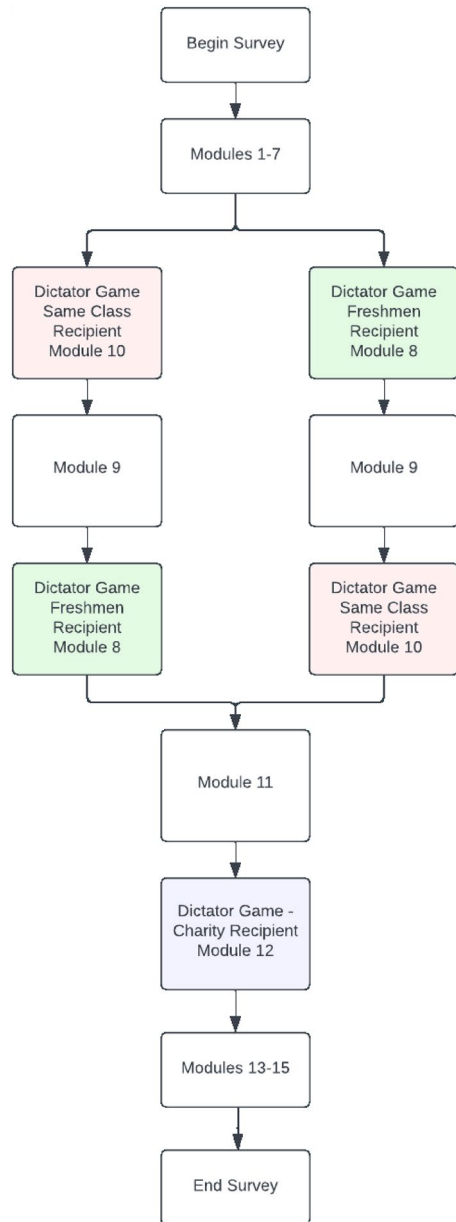 Begin Survey
Modules 1-7
Dictator Game
Same Class
Recipient
Module 10
Dictator Game
Freshmen
Recipient
Module 8
Module 9
Module 9
Dictator Game
Freshmen
Recipient
Module 8
Dictator Game
Same Class
Recipient
Module 10
Module 11
Dictator Game -
Charity Recipient
Module 12
Modules 13-15
End Survey